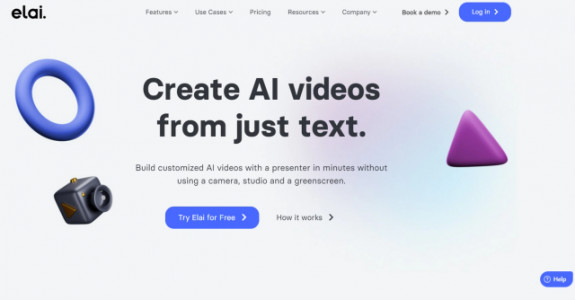 elai.
Features
Use Cases
Pricing
Resources
Company
Book a demo
Log In
Create AI videos
from just text.
Build customized AI videos with a presenter in minutes without
using a camera, studio and a greenscreen.
Try Elai for Free
How it works
Help